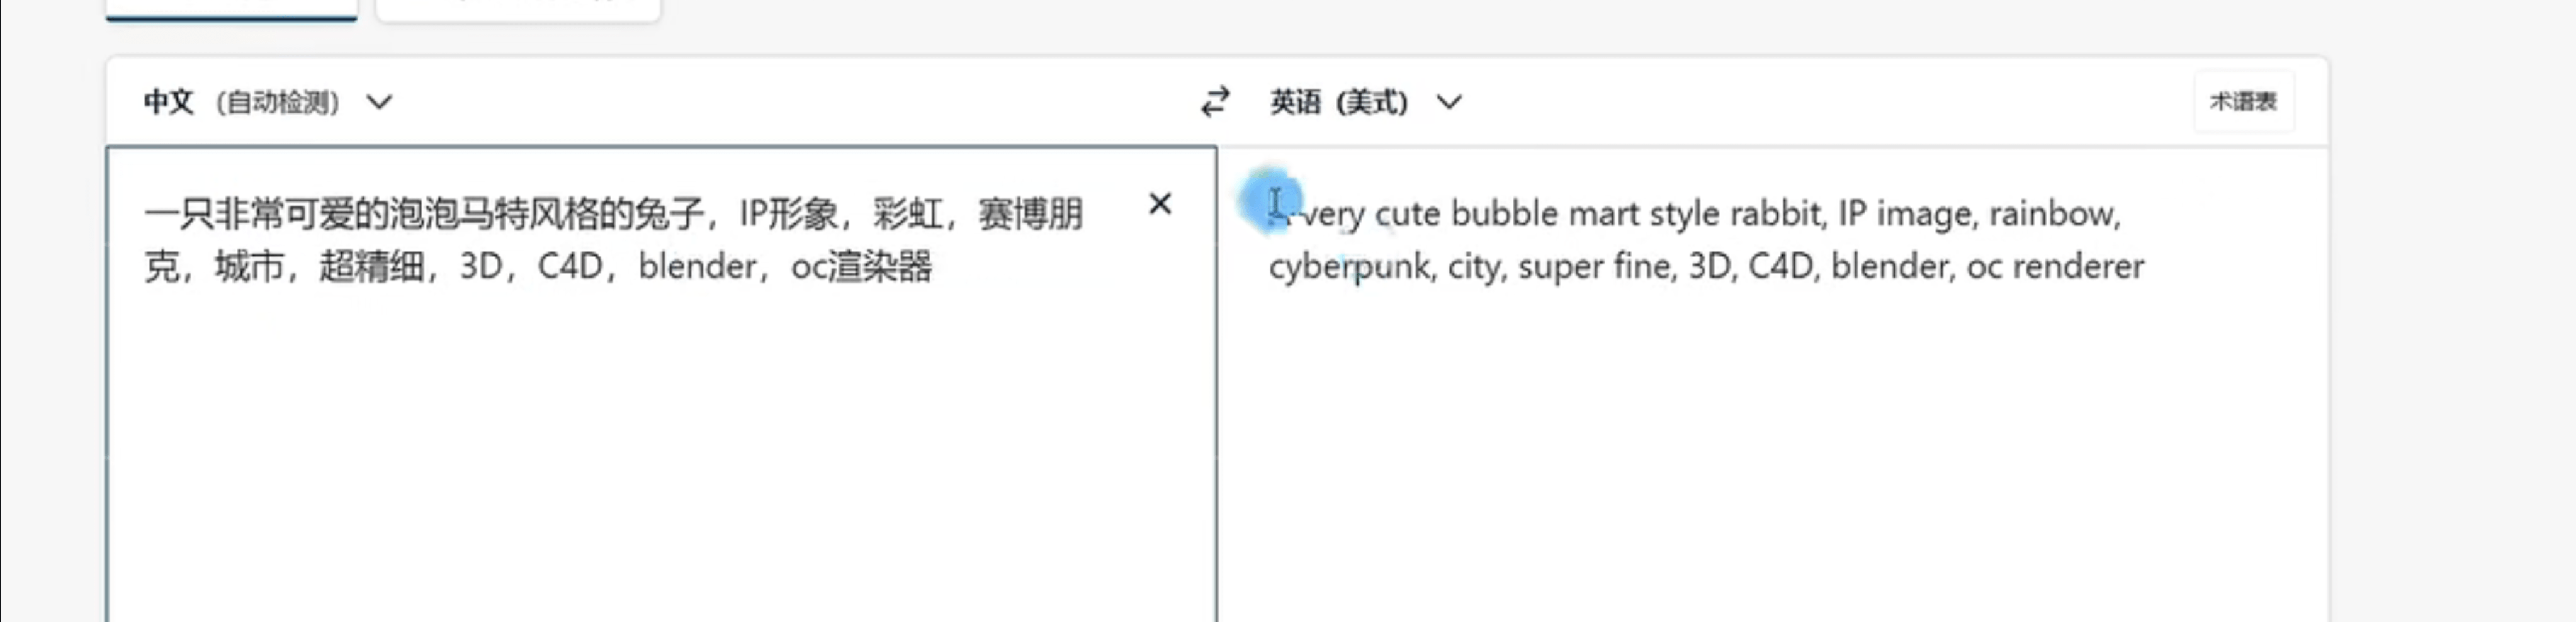 中文 (自动检测)
英语 (美式)
术语表
一只非常可爱的泡泡马特风格的兔子，IP形象，彩虹，赛博朋
克，城市，超精细，3D，C4D，blender，oc渲染器
very cute bubble mart style rabbit, IP image, rainbow,
cyberpunk, city, super fine, 3D, C4D, blender, oc renderer